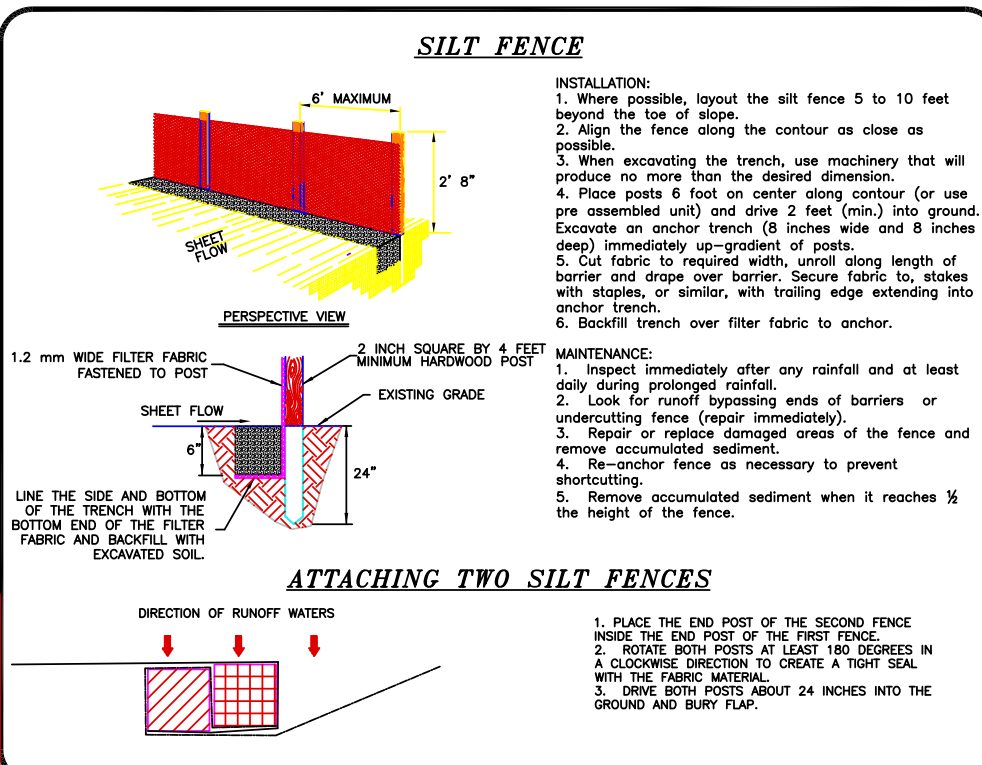 SILT FENCE
6' MAXIMUM
2' 8"
SHEET
FLOW
PERSPECTIVE VIEW
INSTALLATION:
1. Where possible, layout the silt fence 5 to 10 feet
beyond the toe of slope.
2. Align the fence along the contour as close as
possible.
3. When excavating the trench, use machinery that will
produce no more than the desired dimension.
4. Place posts 6 foot on center along contour (or use
pre assembled unit) and drive 2 feet (min.) into ground.
Excavate an anchor trench (8 inches wide and 8 inches
deep) immediately up-gradient of posts.
5. Cut fabric to required width, unroll along length of
barrier and drape over barrier. Secure fabric to, stakes
with staples, or similar, with trailing edge extending into
anchor trench.
6. Backfill trench over filter fabric to anchor.
1.2 mm WIDE FILTER FABRIC
FASTENED TO POST
2 INCH SQUARE BY 4 FEET
MINIMUM HARDWOOD POST
EXISTING GRADE
SHEET FLOW
6"
24"
LINE THE SIDE AND BOTTOM
OF THE TRENCH WITH THE
BOTTOM END OF THE FILTER
FABRIC AND BACKFILL WITH
EXCAVATED SOIL.
MAINTENANCE:
1. Inspect immediately after any rainfall and at least
daily during prolonged rainfall.
2. Look for runoff bypassing ends of barriers or
undercutting fence (repair immediately).
3. Repair or replace damaged areas of the fence and
remove accumulated sediment.
4. Re-anchor fence as necessary to prevent
shortcutting.
5. Remove accumulated sediment when it reaches ½
the height of the fence.
ATTACHING TWO SILT FENCES
DIRECTION OF RUNOFF WATERS
1. PLACE THE END POST OF THE SECOND FENCE
INSIDE THE END POST OF THE FIRST FENCE.
2. ROTATE BOTH POSTS AT LEAST 180 DEGREES IN
A CLOCKWISE DIRECTION TO CREATE A TIGHT SEAL
WITH THE FABRIC MATERIAL.
3. DRIVE BOTH POSTS ABOUT 24 INCHES INTO THE
GROUND AND BURY FLAP.